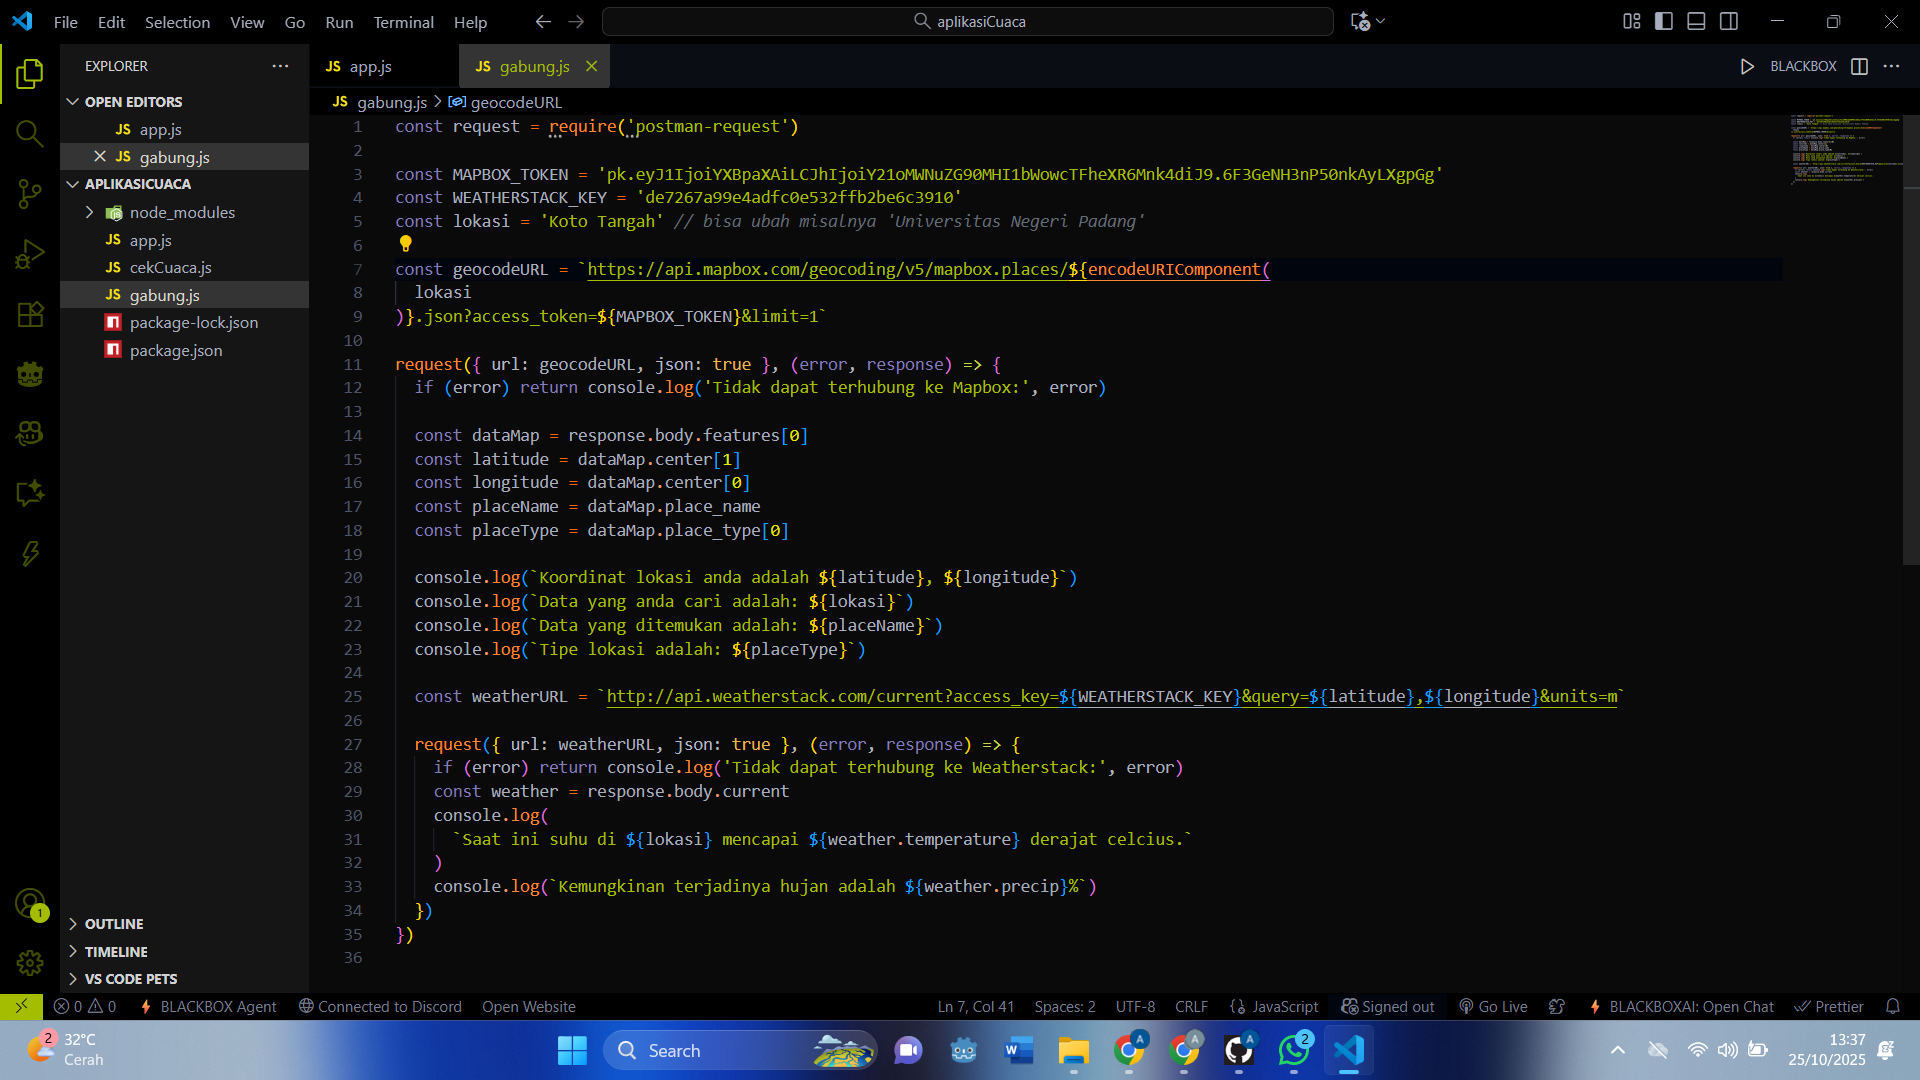 File Edit Selection View Go Run Terminal Help
aplikasiCuaca
EXPLORER
OPEN EDITORS
JS app.js
JS gabung.js
APLIKASICUACA
node_modules
JS app.js
JS cekCuaca.js
JS gabung.js
package-lock.json
package.json
OUTLINE
TIMELINE
VS CODE PETS
JS app.js
JS gabung.js
BLACKBOX
JS gabung.js > geocodeURL
1 const request = require('postman-request')
2
3 const MAPBOX_TOKEN = 'pk.eyJ1IjoiYXBpaXAiLCJhIjoiY21oMWNuZG90MHI1bWowcTFheXR6Mnk4diJ9.6F3GeNH3nP50nkAyLXgpGg'
4 const WEATHERSTACK_KEY = 'de7267a99e4adfc0e532ffb2be6c3910'
5 const lokasi = 'Koto Tangah' // bisa ubah misalnya 'Universitas Negeri Padang'
6
7 const geocodeURL = `https://api.mapbox.com/geocoding/v5/mapbox.places/${encodeURIComponent(
8   lokasi
9 )}.json?access_token=${MAPBOX_TOKEN}&limit=1`
10
11 request({ url: geocodeURL, json: true }, (error, response) => {
12   if (error) return console.log('Tidak dapat terhubung ke Mapbox:', error)
13
14   const dataMap = response.body.features[0]
15   const latitude = dataMap.center[1]
16   const longitude = dataMap.center[0]
17   const placeName = dataMap.place_name
18   const placeType = dataMap.place_type[0]
19
20   console.log(`Koordinat lokasi anda adalah ${latitude}, ${longitude}`)
21   console.log(`Data yang anda cari adalah: ${lokasi}`)
22   console.log(`Data yang ditemukan adalah: ${placeName}`)
23   console.log(`Tipe lokasi adalah: ${placeType}`)
24
25   const weatherURL = `http://api.weatherstack.com/current?access_key=${WEATHERSTACK_KEY}&query=${latitude},${longitude}&units=m`
26
27   request({ url: weatherURL, json: true }, (error, response) => {
28     if (error) return console.log('Tidak dapat terhubung ke Weatherstack:', error)
29     const weather = response.body.current
30     console.log(
31       `Saat ini suhu di ${lokasi} mencapai ${weather.temperature} derajat celcius.`
32     )
33     console.log(`Kemungkinan terjadinya hujan adalah ${weather.precip}%`)
34   })
35 })
36
1
0 0 BLACKBOX Agent Connected to Discord Open Website Ln 7, Col 41 Spaces: 2 UTF-8 CRLF {} JavaScript Signed out Go Live BLACKBOXAI: Open Chat Prettier
2 32°C
Cerah
Search
A A A 2
13:37
25/10/2025